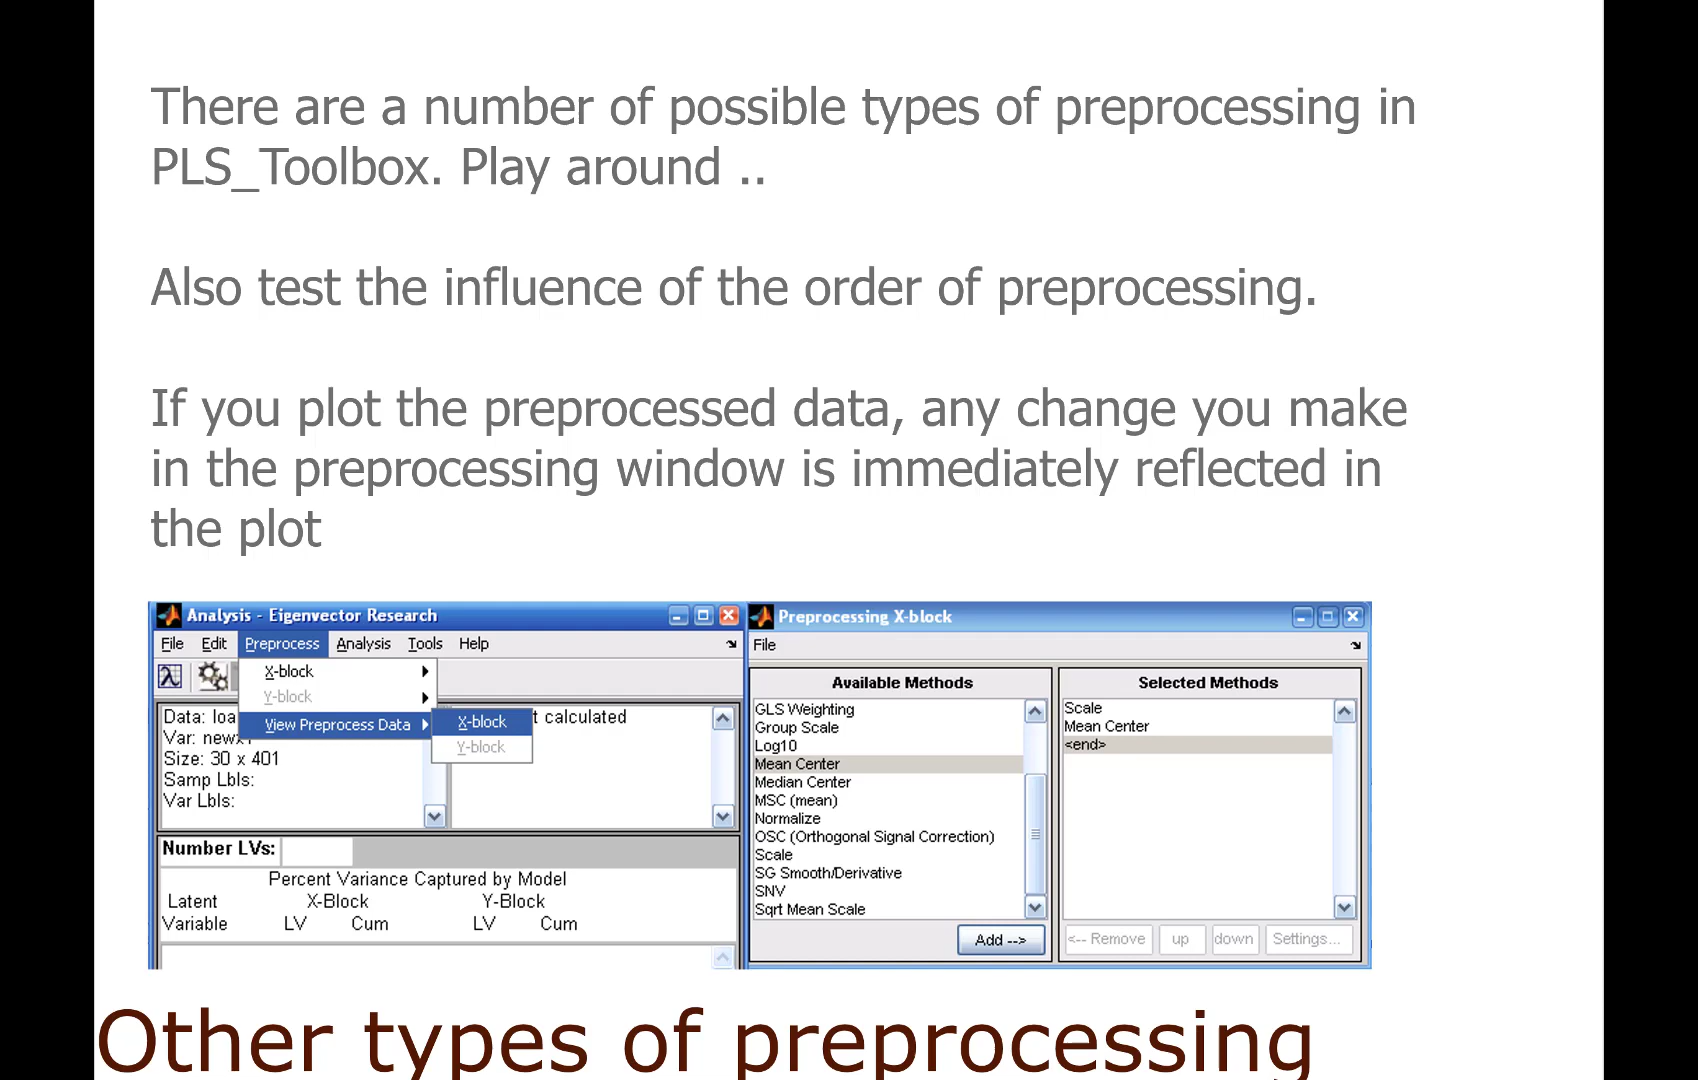 There are a number of possible types of preprocessing in
PLS_Toolbox. Play around ..
Also test the influence of the order of preprocessing.
If you plot the preprocessed data, any change you make
in the preprocessing window is immediately reflected in
the plot
Analysis - Eigenvector Research
File Edit Preprocess Analysis Tools Help
X-block
Y-block
View Preprocess Data
X-block
Y-block
Data: loa
Var:
Size: 30 x 401
Samp Lbls:
Var Lbls:
t calculated
Number LVs:
Percent Variance Captured by Model
Latent X-Block Y-Block
Variable LV Cum LV Cum
Preprocessing X-block
File
Available Methods
GLS Weighting
Group Scale
Log10
Mean Center
Median Center
MSC (mean)
Normalize
OSC (Orthogonal Signal Correction)
Scale
SG Smooth/Derivative
SNV
Sqrt Mean Scale
Add -->
Selected Methods
Scale
Mean Center
<end>
<-- Remove up down Settings...
Other types of preprocessing